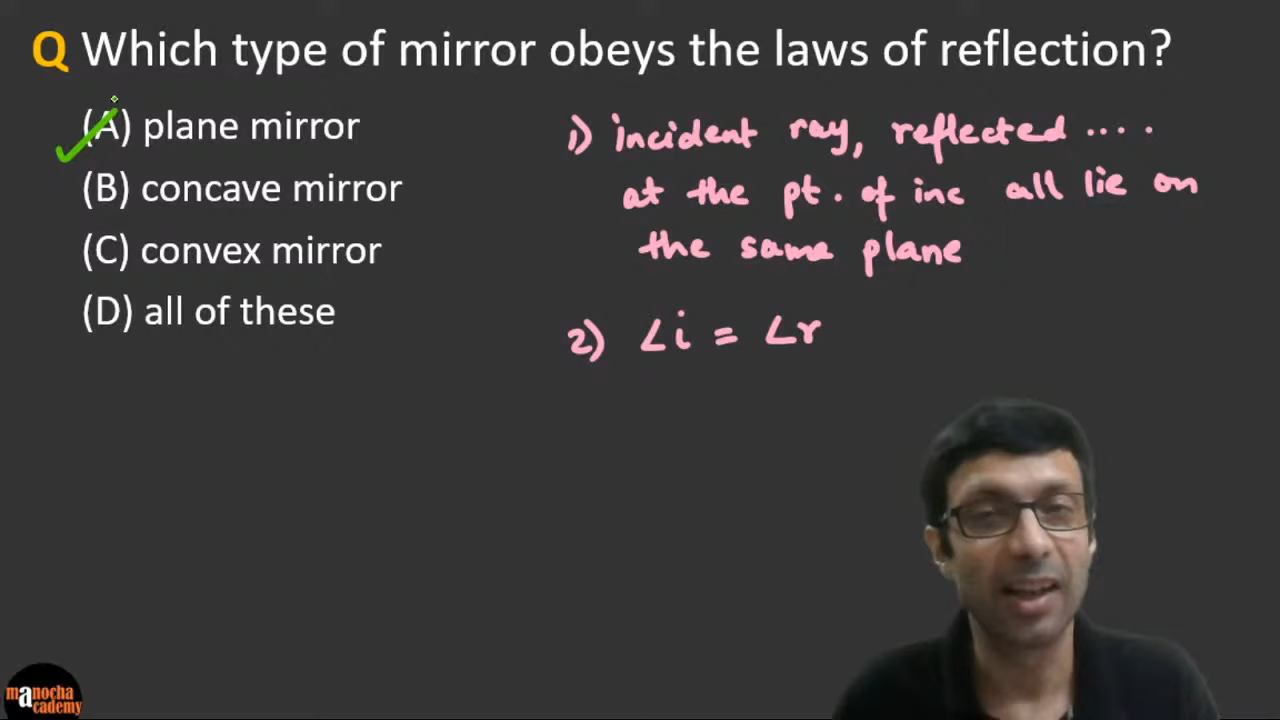 Q Which type of mirror obeys the laws of reflection?
(A) plane mirror
(B) concave mirror
(C) convex mirror
(D) all of these
1) incident ray, reflected ....
at the pt. of inc all lie on
the same plane
2) ∠i = ∠r
manocha
academy